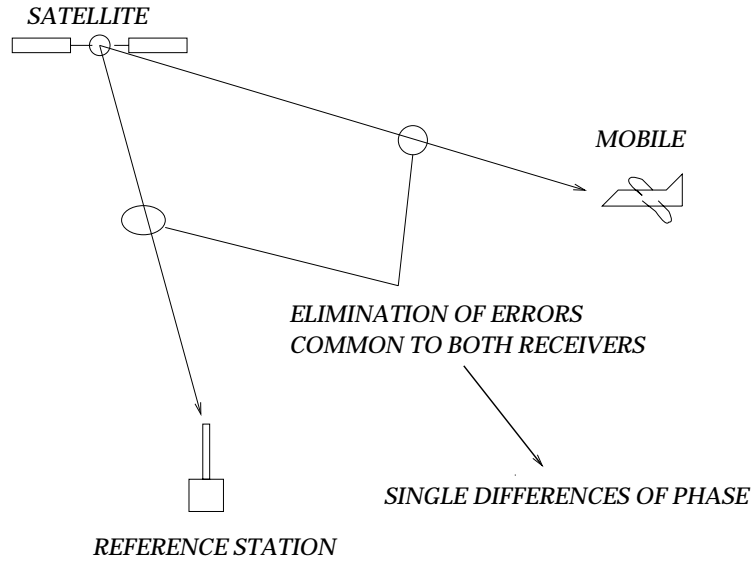 SATELLITE
MOBILE
ELIMINATION OF ERRORS
COMMON TO BOTH RECEIVERS
SINGLE DIFFERENCES OF PHASE
REFERENCE STATION